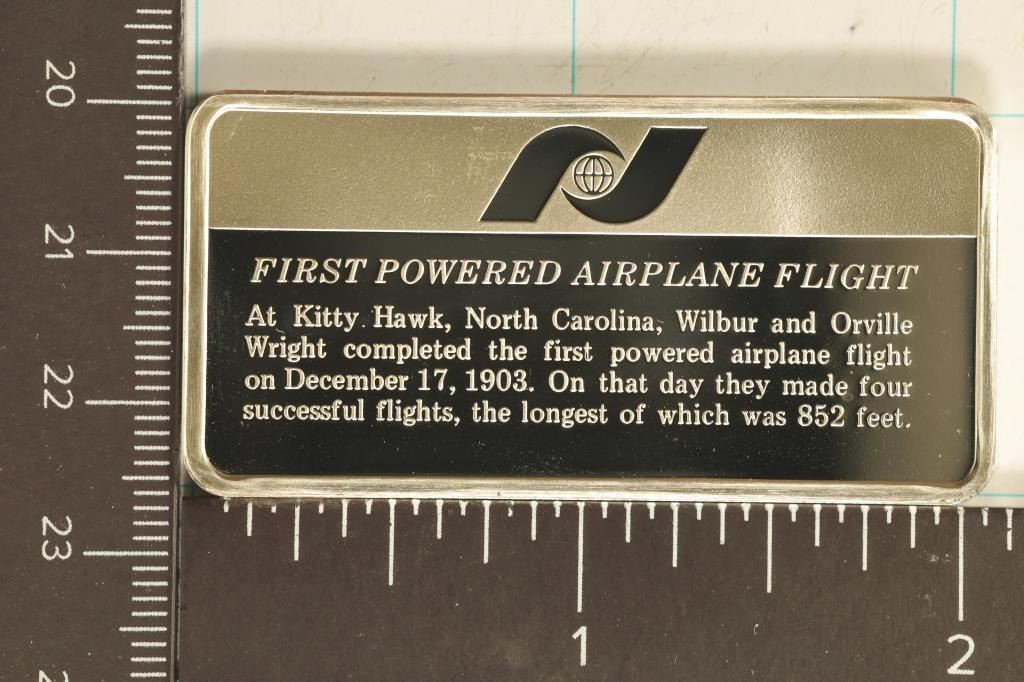 20
21
22
23
FIRST POWERED AIRPLANE FLIGHT
At Kitty Hawk, North Carolina, Wilbur and Orville
Wright completed the first powered airplane flight
on December 17, 1903. On that day they made four
successful flights, the longest of which was 852 feet.
1
2